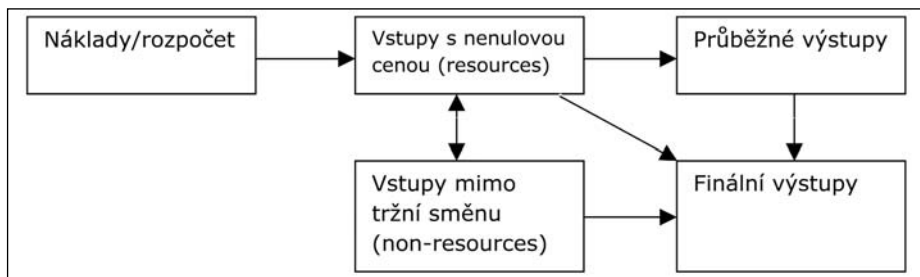 Náklady/rozpočet
Vstupy s nenulovou
cenou (resources)
Průběžné výstupy
Vstupy mimo
tržní směnu
(non-resources)
Finální výstupy